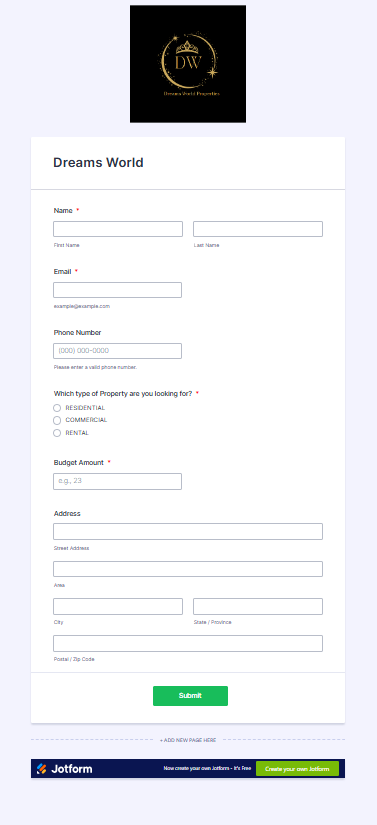 DW
Dreams World Properties
Dreams World
Name *
First Name Last Name
Email *
example@example.com
Phone Number
(000) 000-0000
Please enter a valid phone number.
Which type of Property are you looking for? *
RESIDENTIAL
COMMERCIAL
RENTAL
Budget Amount *
e.g., 23
Address
Street Address
Area
City State / Province
Postal / Zip Code
Submit
+ ADD NEW PAGE HERE
Jotform Now create your own Jotform - It's Free Create your own Jotform